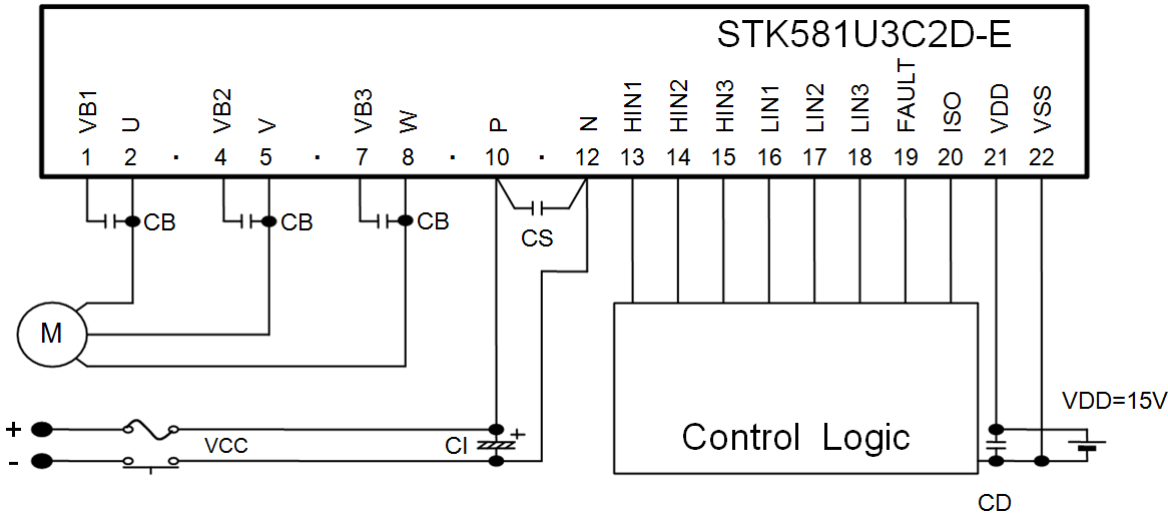 STK581U3C2D-E
VB1 U VB2 V VB3 W P N HIN1 HIN2 HIN3 LIN1 LIN2 LIN3 FAULT ISO VDD VSS
1 2 · 4 5 · 7 8 · 10 · 12 13 14 15 16 17 18 19 20 21 22
CB CB CB
CS
M
VDD=15V
+
VCC CI + Control Logic
-
CD